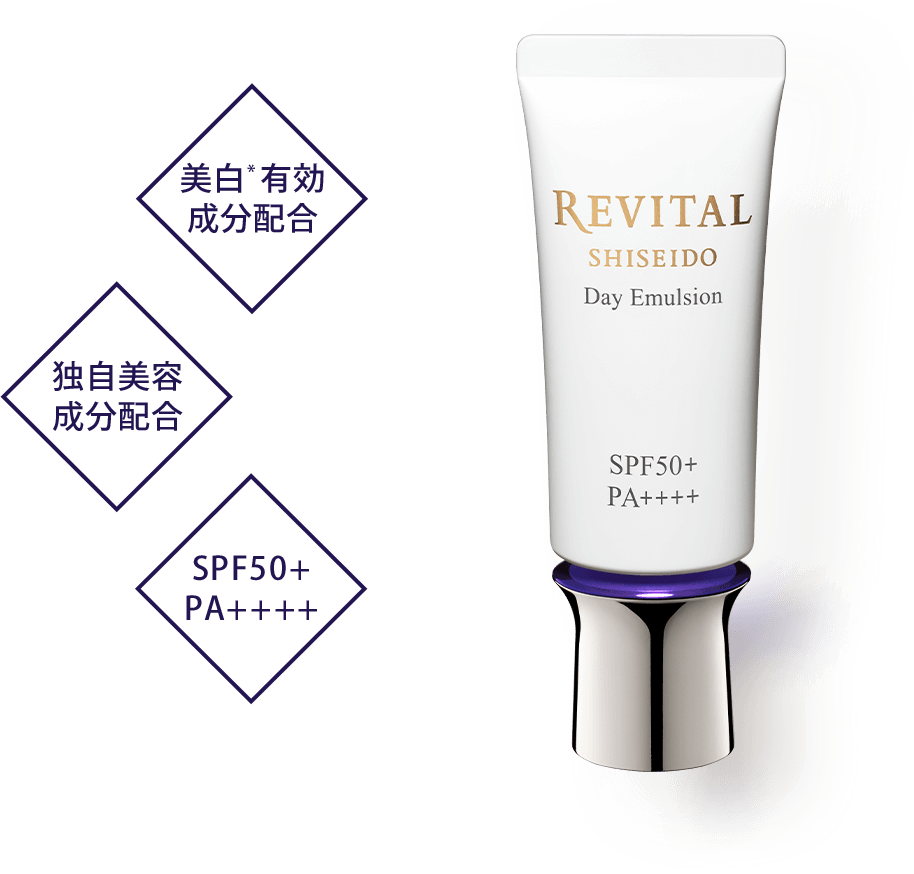 美白*有効
成分配合
独自美容
成分配合
SPF50+
PA++++
REVITAL
SHISEIDO
Day Emulsion
SPF50+
PA++++